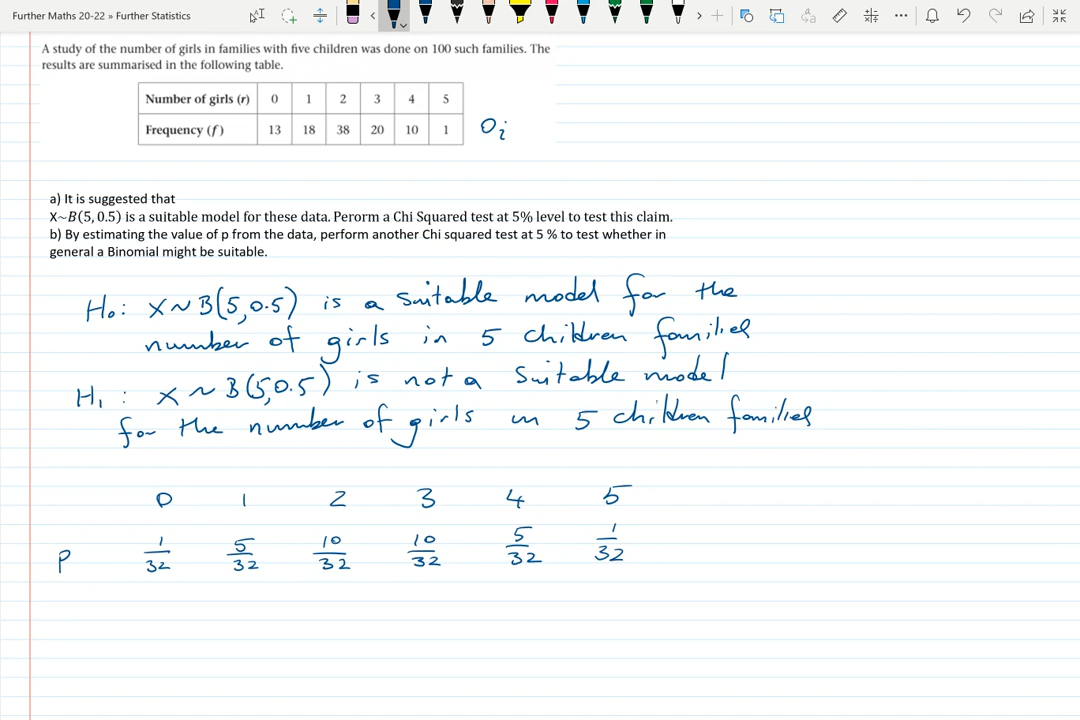 Further Maths 20-22 » Further Statistics
A study of the number of girls in families with five children was done on 100 such families. The
results are summarised in the following table.
Number of girls (r) 0 1 2 3 4 5
Frequency (f) 13 18 38 20 10 1 Oi
a) It is suggested that
X~B(5, 0.5) is a suitable model for these data. Perorm a Chi Squared test at 5% level to test this claim.
b) By estimating the value of p from the data, perform another Chi squared test at 5 % to test whether in
general a Binomial might be suitable.
H₀: X ~ B(5,0.5) is a suitable model for the
number of girls in 5 children families
H₁ : X ~ B(5,0.5) is not a suitable model
for the number of girls in 5 children families
0 1 2 3 4 5
P 1/32 5/32 10/32 10/32 5/32 1/32